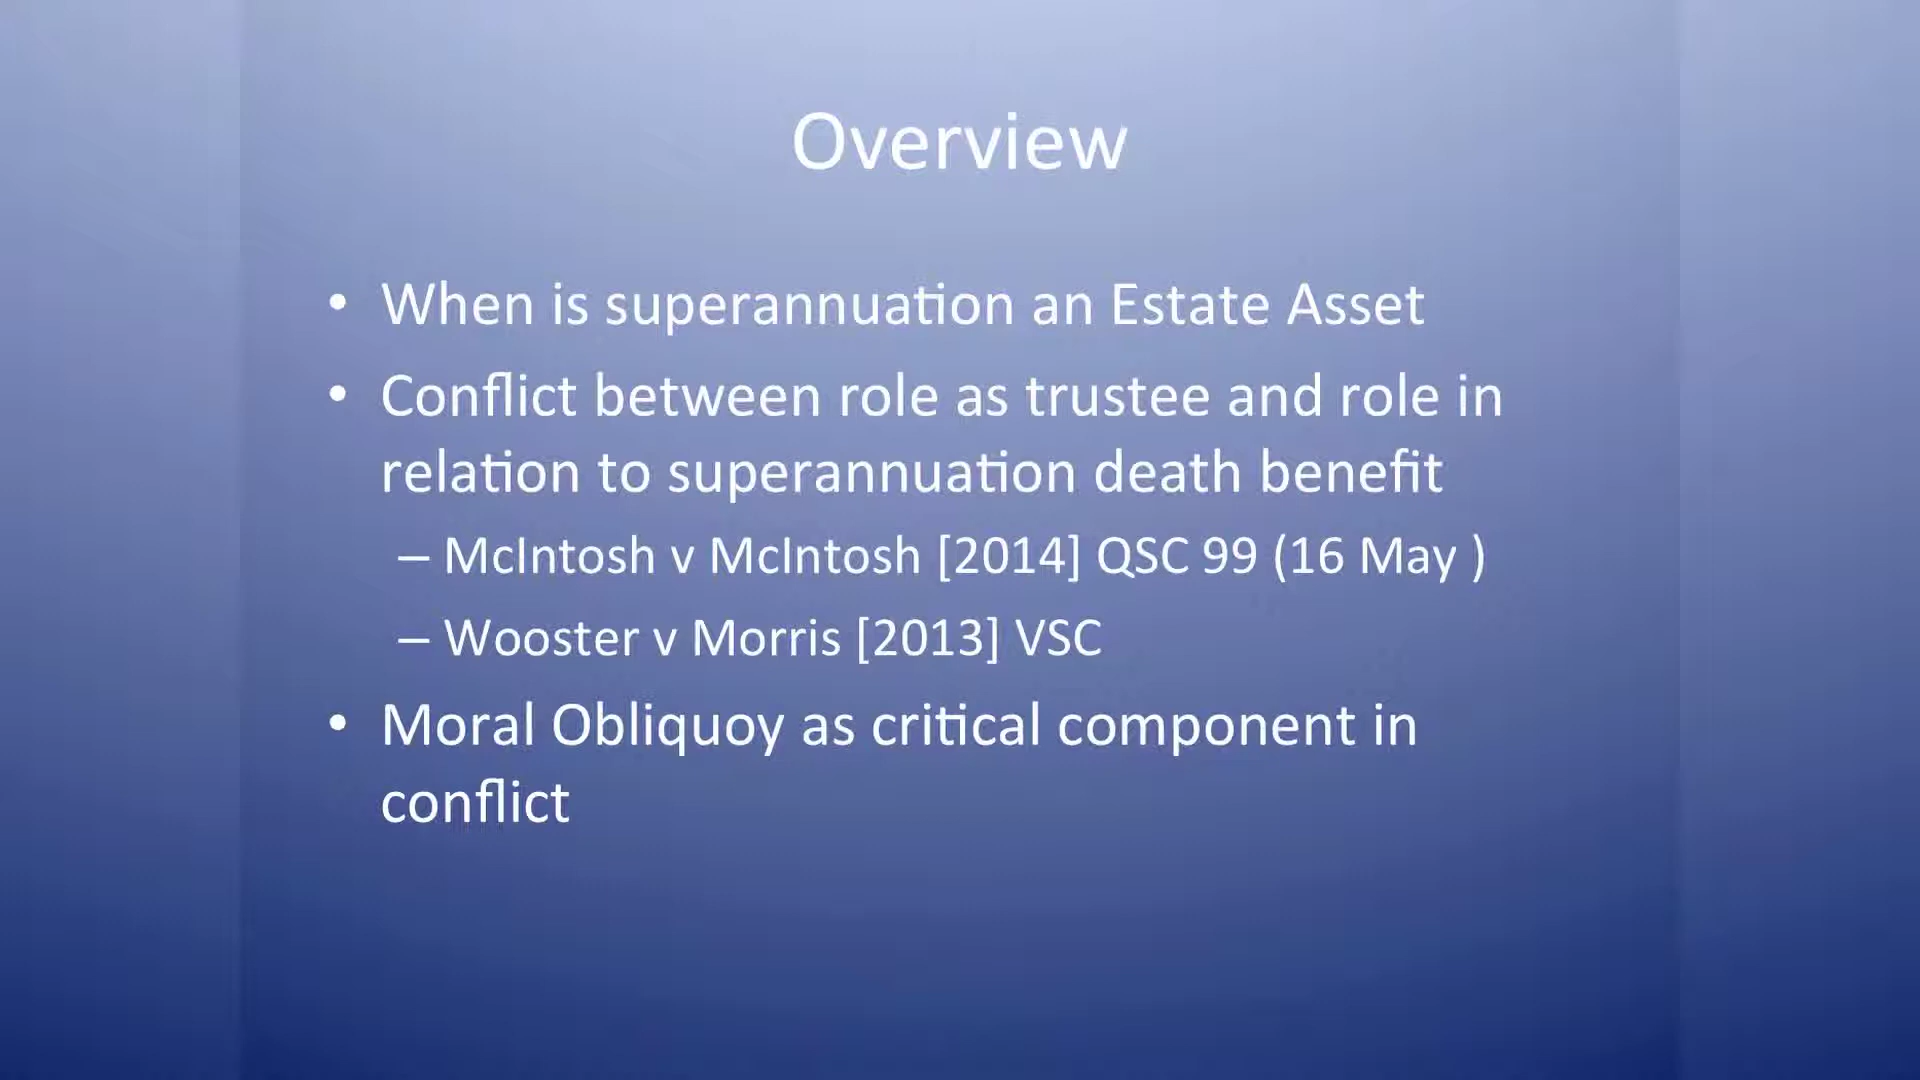 Overview
• When is superannuation an Estate Asset
• Conflict between role as trustee and role in
relation to superannuation death benefit
– McIntosh v McIntosh [2014] QSC 99 (16 May )
– Wooster v Morris [2013] VSC
• Moral Obliquoy as critical component in
conflict